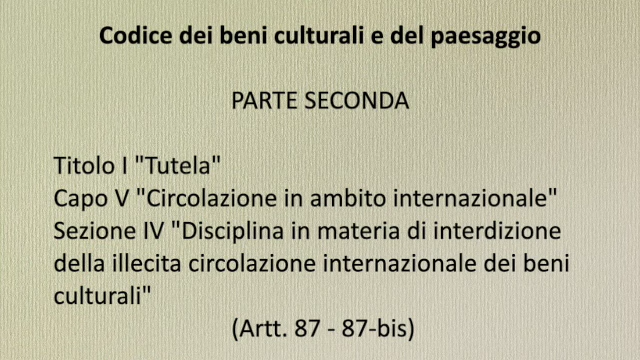 Codice dei beni culturali e del paesaggio
PARTE SECONDA
Titolo I "Tutela"
Capo V "Circolazione in ambito internazionale"
Sezione IV "Disciplina in materia di interdizione
della illecita circolazione internazionale dei beni
culturali"
(Artt. 87 - 87-bis)